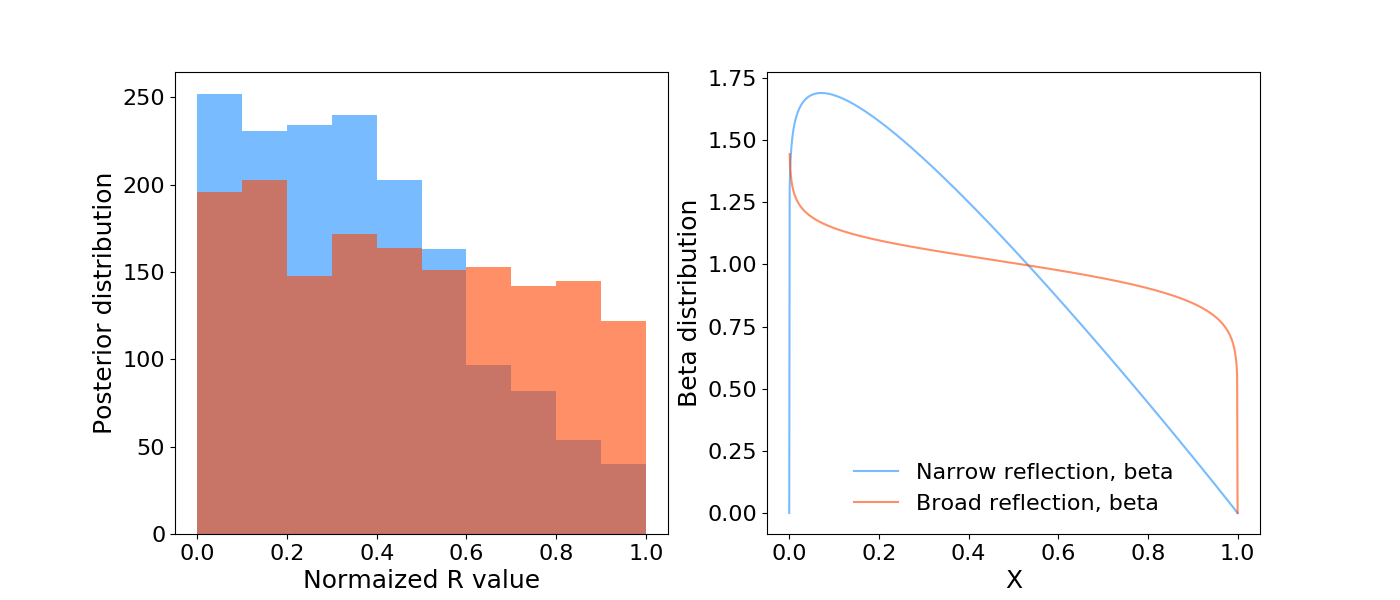 Posterior distribution
250
200
150
100
50
0
0.0 0.2 0.4 0.6 0.8 1.0
Normaized R value
Beta distribution
1.75
1.50
1.25
1.00
0.75
0.50
0.25
0.00
Narrow reflection, beta
Broad reflection, beta
0.0 0.2 0.4 0.6 0.8 1.0
X